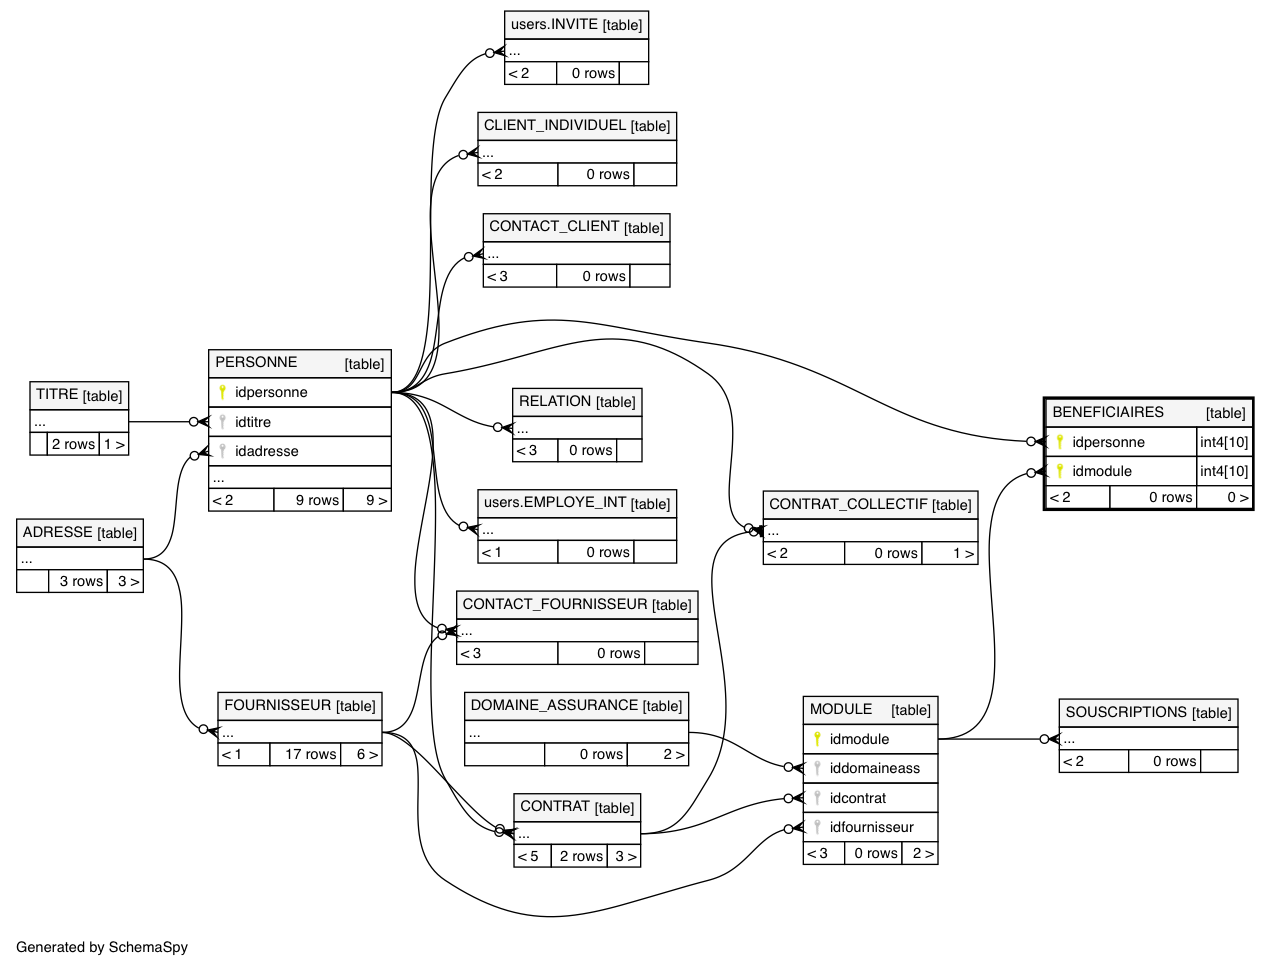 users.INVITE [table]
...
< 2 0 rows
CLIENT_INDIVIDUEL [table]
...
< 2 0 rows
CONTACT_CLIENT [table]
...
< 3 0 rows
PERSONNE [table]
idpersonne
idtitre
idadresse
...
< 2 9 rows 9 >
TITRE [table]
...
2 rows 1 >
RELATION [table]
...
< 3 0 rows
BENEFICIAIRES [table]
idpersonne int4[10]
idmodule int4[10]
< 2 0 rows 0 >
users.EMPLOYE_INT [table]
...
< 1 0 rows
CONTRAT_COLLECTIF [table]
...
< 2 0 rows 1 >
ADRESSE [table]
...
3 rows 3 >
CONTACT_FOURNISSEUR [table]
...
< 3 0 rows
FOURNISSEUR [table]
...
< 1 17 rows 6 >
DOMAINE_ASSURANCE [table]
...
0 rows 2 >
MODULE [table]
idmodule
iddomaineass
idcontrat
idfournisseur
< 3 0 rows 2 >
SOUSCRIPTIONS [table]
...
< 2 0 rows
CONTRAT [table]
...
< 5 2 rows 3 >
Generated by SchemaSpy